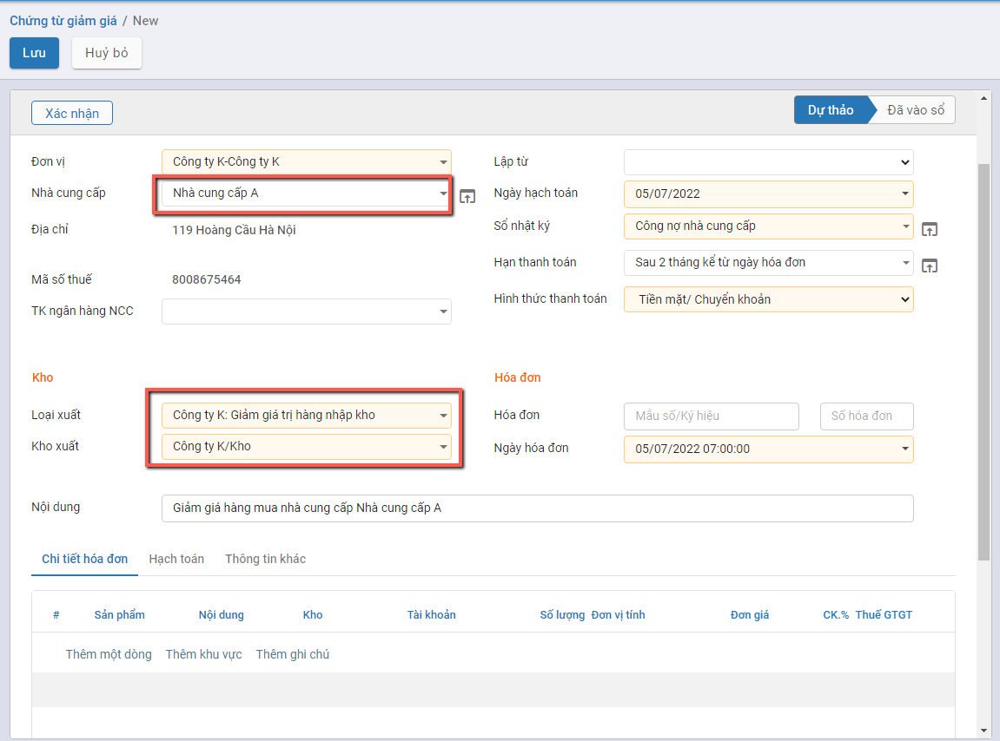 Chứng từ giảm giá / New
Lưu Huỷ bỏ
Xác nhận Dự thảo Đã vào sổ
Đơn vị Công ty K-Công ty K
Nhà cung cấp Nhà cung cấp A
Địa chỉ 119 Hoàng Cầu Hà Nội
Mã số thuế 8008675464
TK ngân hàng NCC
Lập từ
Ngày hạch toán 05/07/2022
Sổ nhật ký Công nợ nhà cung cấp
Hạn thanh toán Sau 2 tháng kể từ ngày hóa đơn
Hình thức thanh toán Tiền mặt/ Chuyển khoản
Kho
Loại xuất Công ty K: Giảm giá trị hàng nhập kho
Kho xuất Công ty K/Kho
Hóa đơn
Hóa đơn Mẫu số/Ký hiệu Số hóa đơn
Ngày hóa đơn 05/07/2022 07:00:00
Nội dung Giảm giá hàng mua nhà cung cấp Nhà cung cấp A
Chi tiết hóa đơn Hạch toán Thông tin khác
# Sản phẩm Nội dung Kho Tài khoản Số lượng Đơn vị tính Đơn giá CK.% Thuế GTGT
Thêm một dòng Thêm khu vực Thêm ghi chú